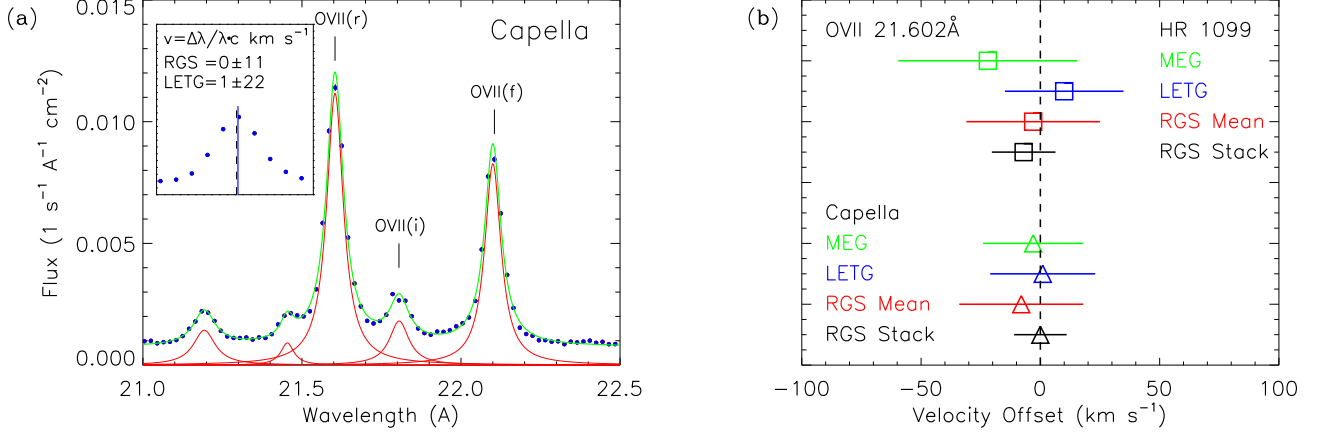 (a)
Capella
v=Δλ/λ•c km s⁻¹
RGS =0±11
LETG=1±22
OVII(r)
OVII(i)
OVII(f)
0.015
0.010
0.005
0.000
Flux (1 s⁻¹ A⁻¹ cm⁻²)
21.0 21.5 22.0 22.5
Wavelength (A)
(b)
OVII 21.602Å
HR 1099
MEG
LETG
RGS Mean
RGS Stack
Capella
MEG
LETG
RGS Mean
RGS Stack
−100 −50 0 50 100
Velocity Offset (km s⁻¹)